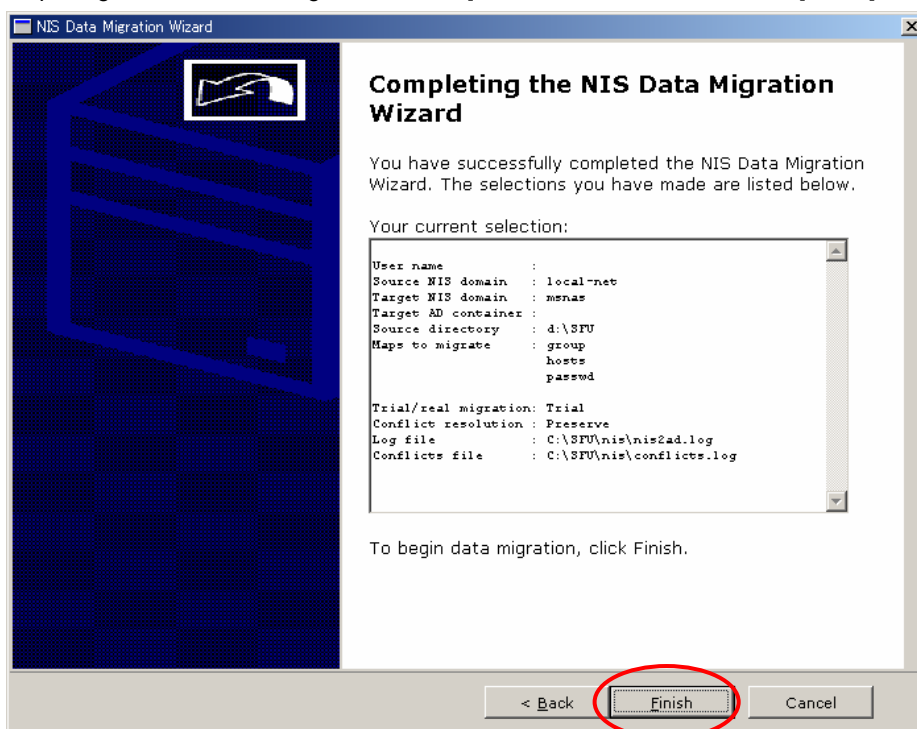 NIS Data Migration Wizard
Completing the NIS Data Migration
Wizard
You have successfully completed the NIS Data Migration
Wizard. The selections you have made are listed below.
Your current selection:
User name :
Source NIS domain : local-net
Target NIS domain : msnas
Target AD container :
Source directory : d:\SFU
Maps to migrate : group
hosts
passwd
Trial/real migration: Trial
Conflict resolution : Preserve
Log file : C:\SFU\nis\nis2ad.log
Conflicts file : C:\SFU\nis\conflicts.log
To begin data migration, click Finish.
< Back Finish Cancel